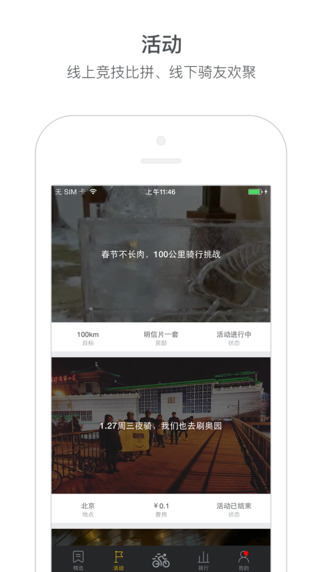 活动
线上竞技比拼、线下骑友欢聚
无 SIM 卡 上午11:46
春节不长肉，100公里骑行挑战
100km 明信片一套 活动进行中
目标 奖励 状态
1.27周三夜骑，我们也去刷奥园
北京 ￥0.1 活动已结束
地点 费用 状态
精选 活动 骑行 我的